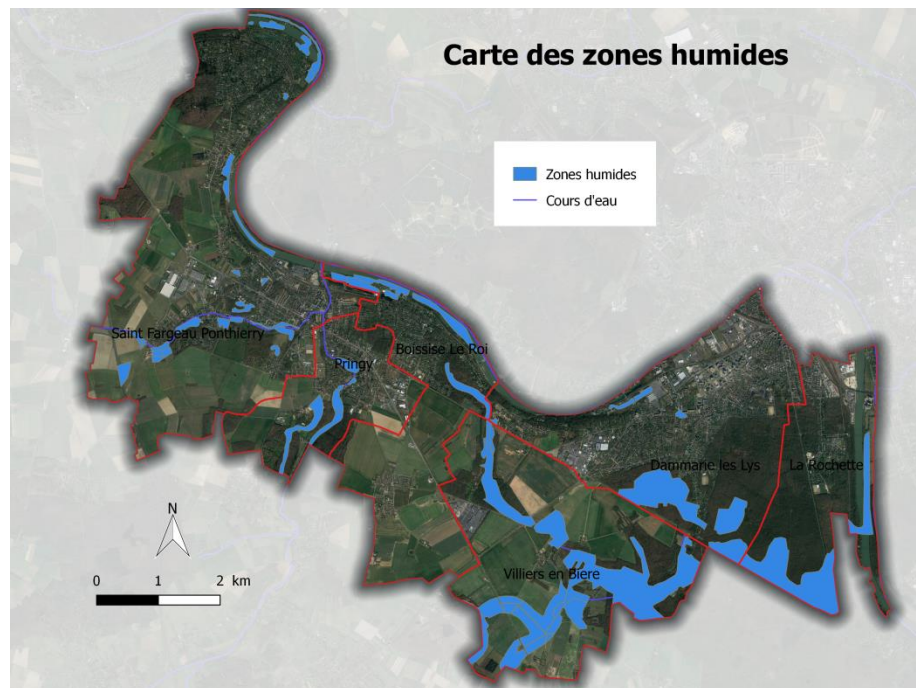 Carte des zones humides
Zones humides
Cours d'eau
Saint Fargeau Ponthierry
Pringy
Boissise Le Roi
Dammarie les Lys
La Rochette
Villiers en Bière
N
0 1 2 km